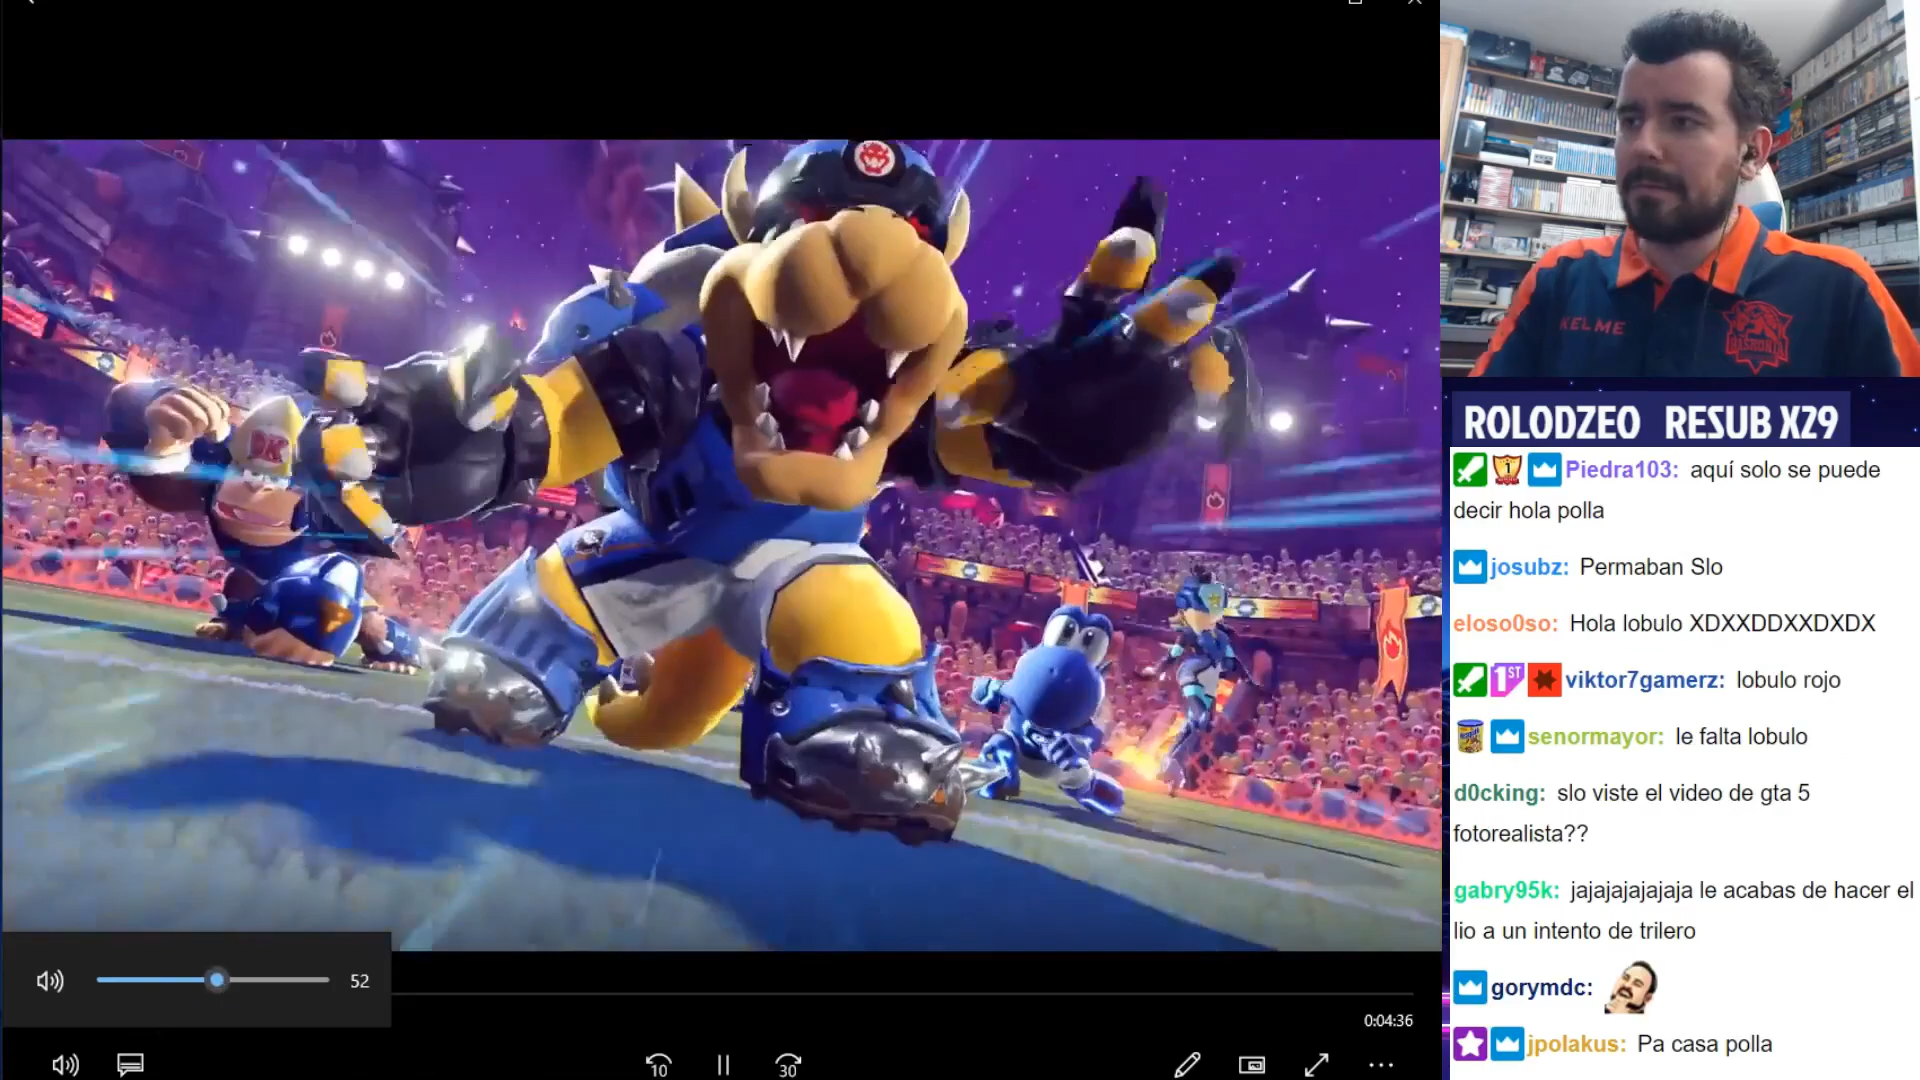 DK
KELME
BASKONIA
ROLODZEO RESUB X29
Piedra103: aquí solo se puede
decir hola polla
josubz: Permaban Slo
eloso0so: Hola lobulo XDXXDDXXDXDX
1ST viktor7gamerz: lobulo rojo
senormayor: le falta lobulo
d0cking: slo viste el video de gta 5
fotorealista??
gabry95k: jajajajajajaja le acabas de hacer el
lio a un intento de trilero
gorymdc:
jpolakus: Pa casa polla
52
0:04:36
10
30